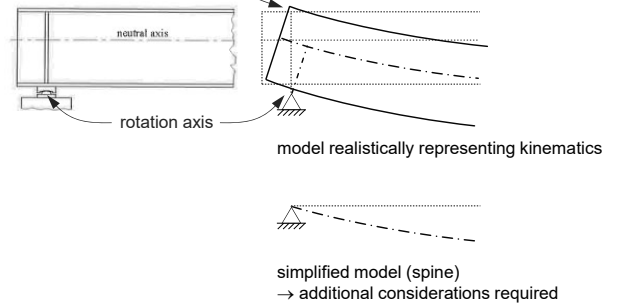 neutral axis
rotation axis
model realistically representing kinematics
simplified model (spine)
→ additional considerations required